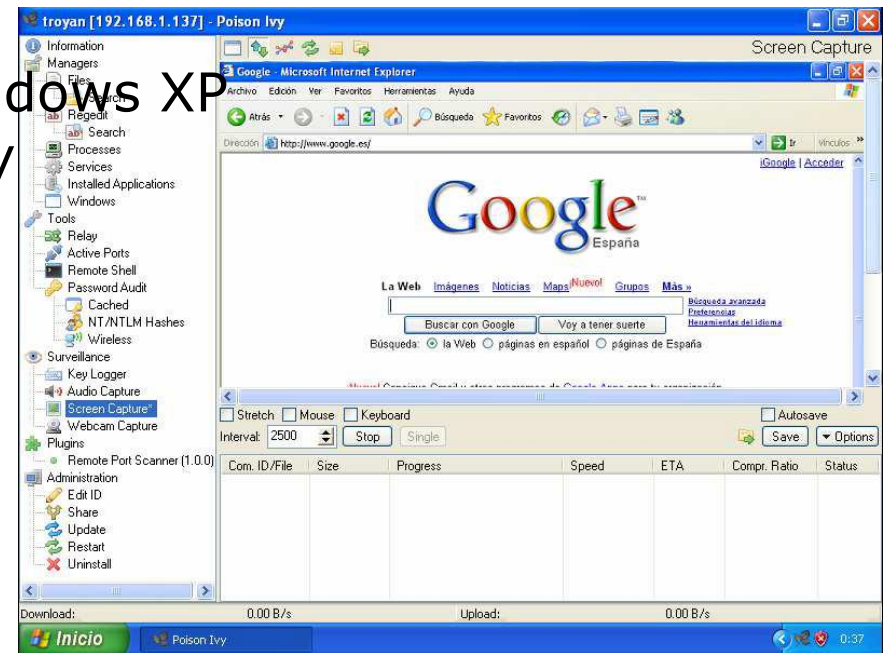 troyan [192.168.1.137] - Poison Ivy
dows XP
y
Information
Managers
Files
Search
Regedit
Search
Processes
Services
Installed Applications
Windows
Tools
Relay
Active Ports
Remote Shell
Password Audit
Cached
NT/NTLM Hashes
Wireless
Surveillance
Key Logger
Audio Capture
Screen Capture*
Webcam Capture
Plugins
Remote Port Scanner (1.0.0)
Administration
Edit ID
Share
Update
Restart
Uninstall
Screen Capture
Google - Microsoft Internet Explorer
Archivo Edición Ver Favoritos Herramientas Ayuda
Atrás Búsqueda Favoritos
Dirección http://www.google.es/ Ir Vínculos »
iGoogle | Acceder
Google™
España
La Web Imágenes Noticias Maps ¡Nuevo! Grupos Más »
Búsqueda avanzada
Preferencias
Herramientas del idioma
Buscar con Google Voy a tener suerte
Búsqueda: la Web páginas en español páginas de España
Stretch Mouse Keyboard Autosave
Interval: 2500 Stop Single Save Options
Com. ID/File Size Progress Speed ETA Compr. Ratio Status
Download: 0.00 B/s Upload: 0.00 B/s
Inicio Poison Ivy 0:37